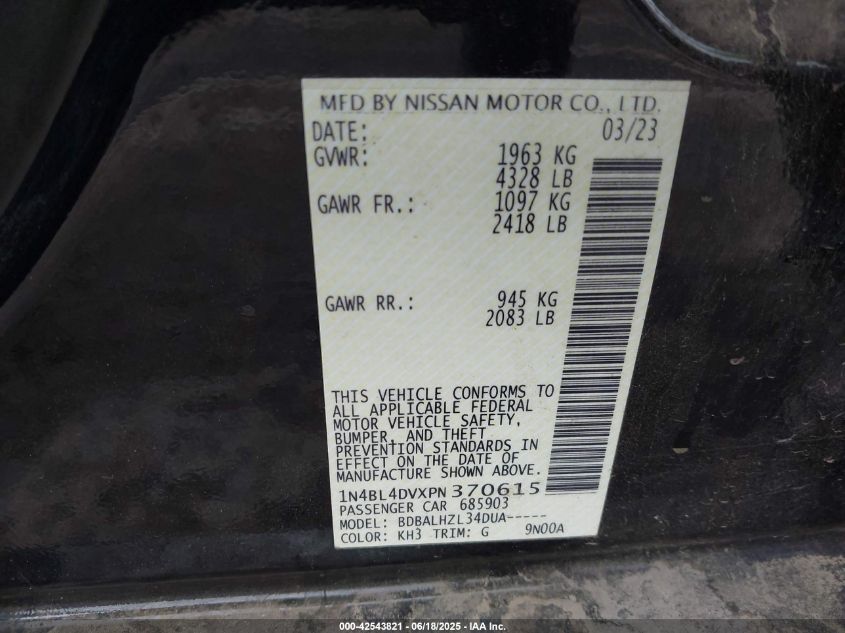 MFD BY NISSAN MOTOR CO., LTD.
DATE: 03/23
GVWR: 1963 KG
4328 LB
GAWR FR.: 1097 KG
2418 LB
GAWR RR.: 945 KG
2083 LB
THIS VEHICLE CONFORMS TO
ALL APPLICABLE FEDERAL
MOTOR VEHICLE SAFETY,
BUMPER, AND THEFT
PREVENTION STANDARDS IN
EFFECT ON THE DATE OF
MANUFACTURE SHOWN ABOVE.
1N4BL4DVXPN370615
PASSENGER CAR 685903
MODEL: BDBALHZL34DUA-----
COLOR: KH3 TRIM: G 9N00A
000-42543821 - 06/18/2025 - IAA Inc.